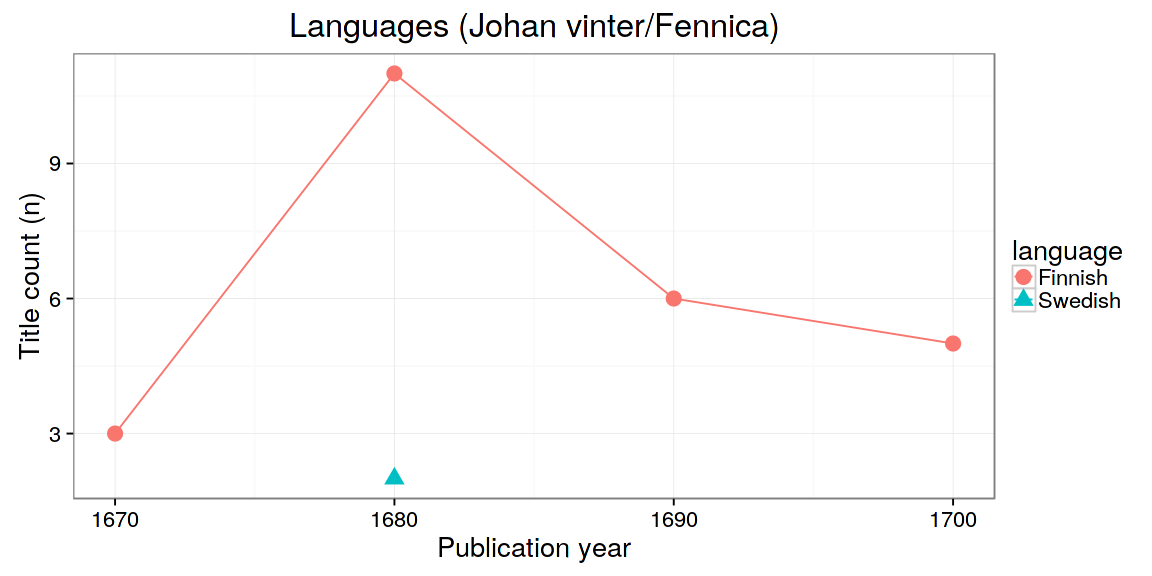 Languages (Johan vinter/Fennica)
Title count (n)
9
6
3
1670 1680 1690 1700
Publication year
language
Finnish
Swedish